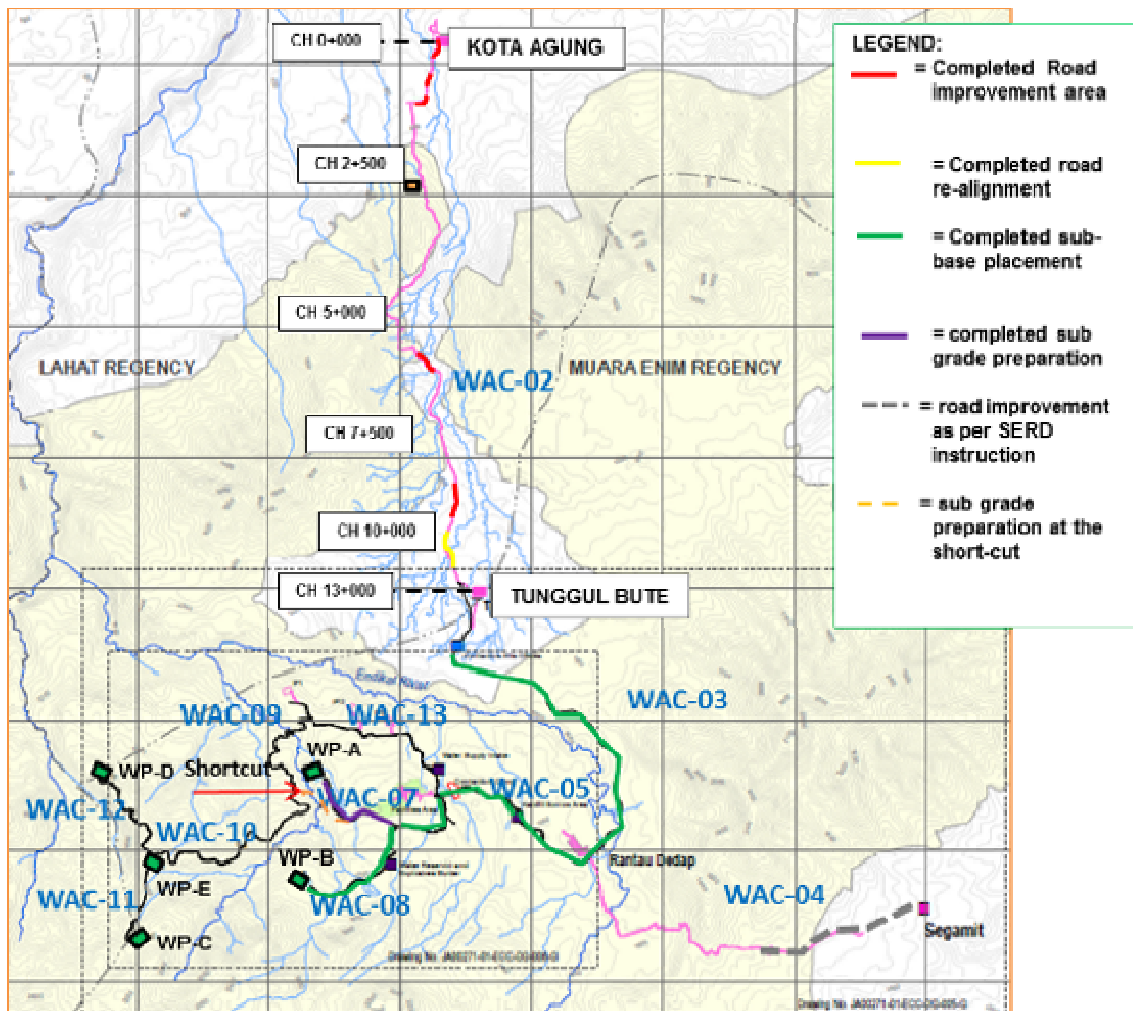 CH 0+000
KOTA AGUNG
CH 2+500
CH 5+000
LAHAT REGENCY
MUARA ENIM REGENCY
WAC-02
CH 7+500
CH 10+000
CH 13+000
TUNGGUL BUTE
WAC-03
WAC-09
WAC-13
WP-A
WP-D
Shortcut
WAC-07
WAC-05
WAC-12
WAC-10
WP-B
Rantau Dedap
WP-E
WAC-11
WAC-08
WAC-04
Segamit
WP-C
LEGEND:
= Completed Road
improvement area
= Completed road
re-alignment
= Completed sub-
base placement
= completed sub
grade preparation
= road improvement
as per SERD
instruction
= sub grade
preparation at the
short-cut